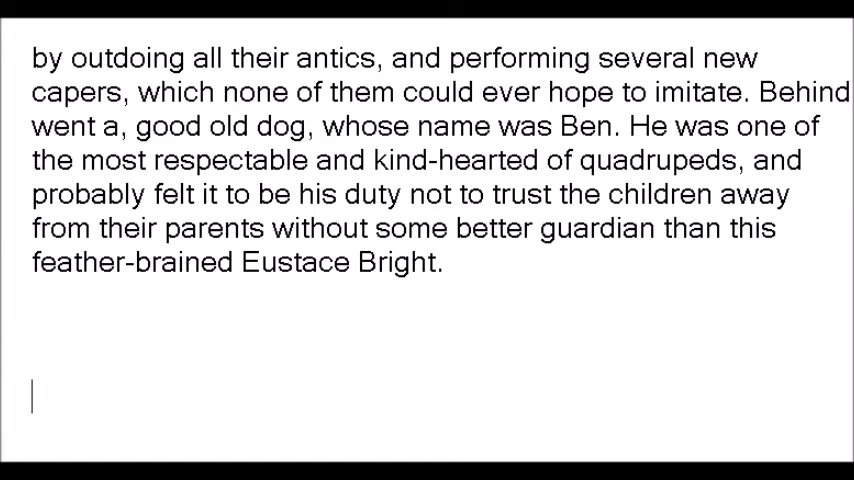 by outdoing all their antics, and performing several new
capers, which none of them could ever hope to imitate. Behind
went a, good old dog, whose name was Ben. He was one of
the most respectable and kind-hearted of quadrupeds, and
probably felt it to be his duty not to trust the children away
from their parents without some better guardian than this
feather-brained Eustace Bright.